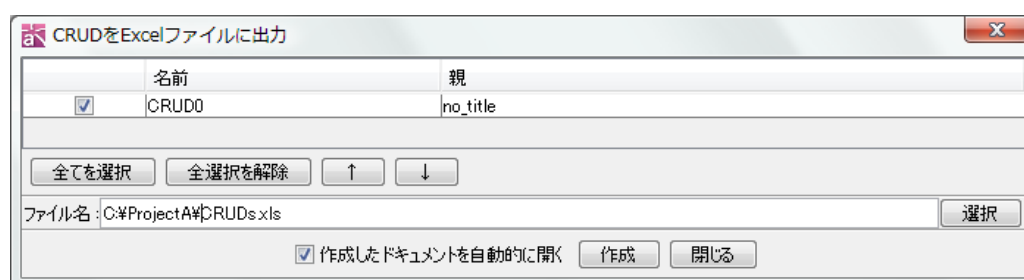 CRUDをExcelファイルに出力
名前 親
CRUD0 no_title
全てを選択 全選択を解除 ↑ ↓
ファイル名: C:¥ProjectA¥CRUDs.xls 選択
作成したドキュメントを自動的に開く 作成 閉じる